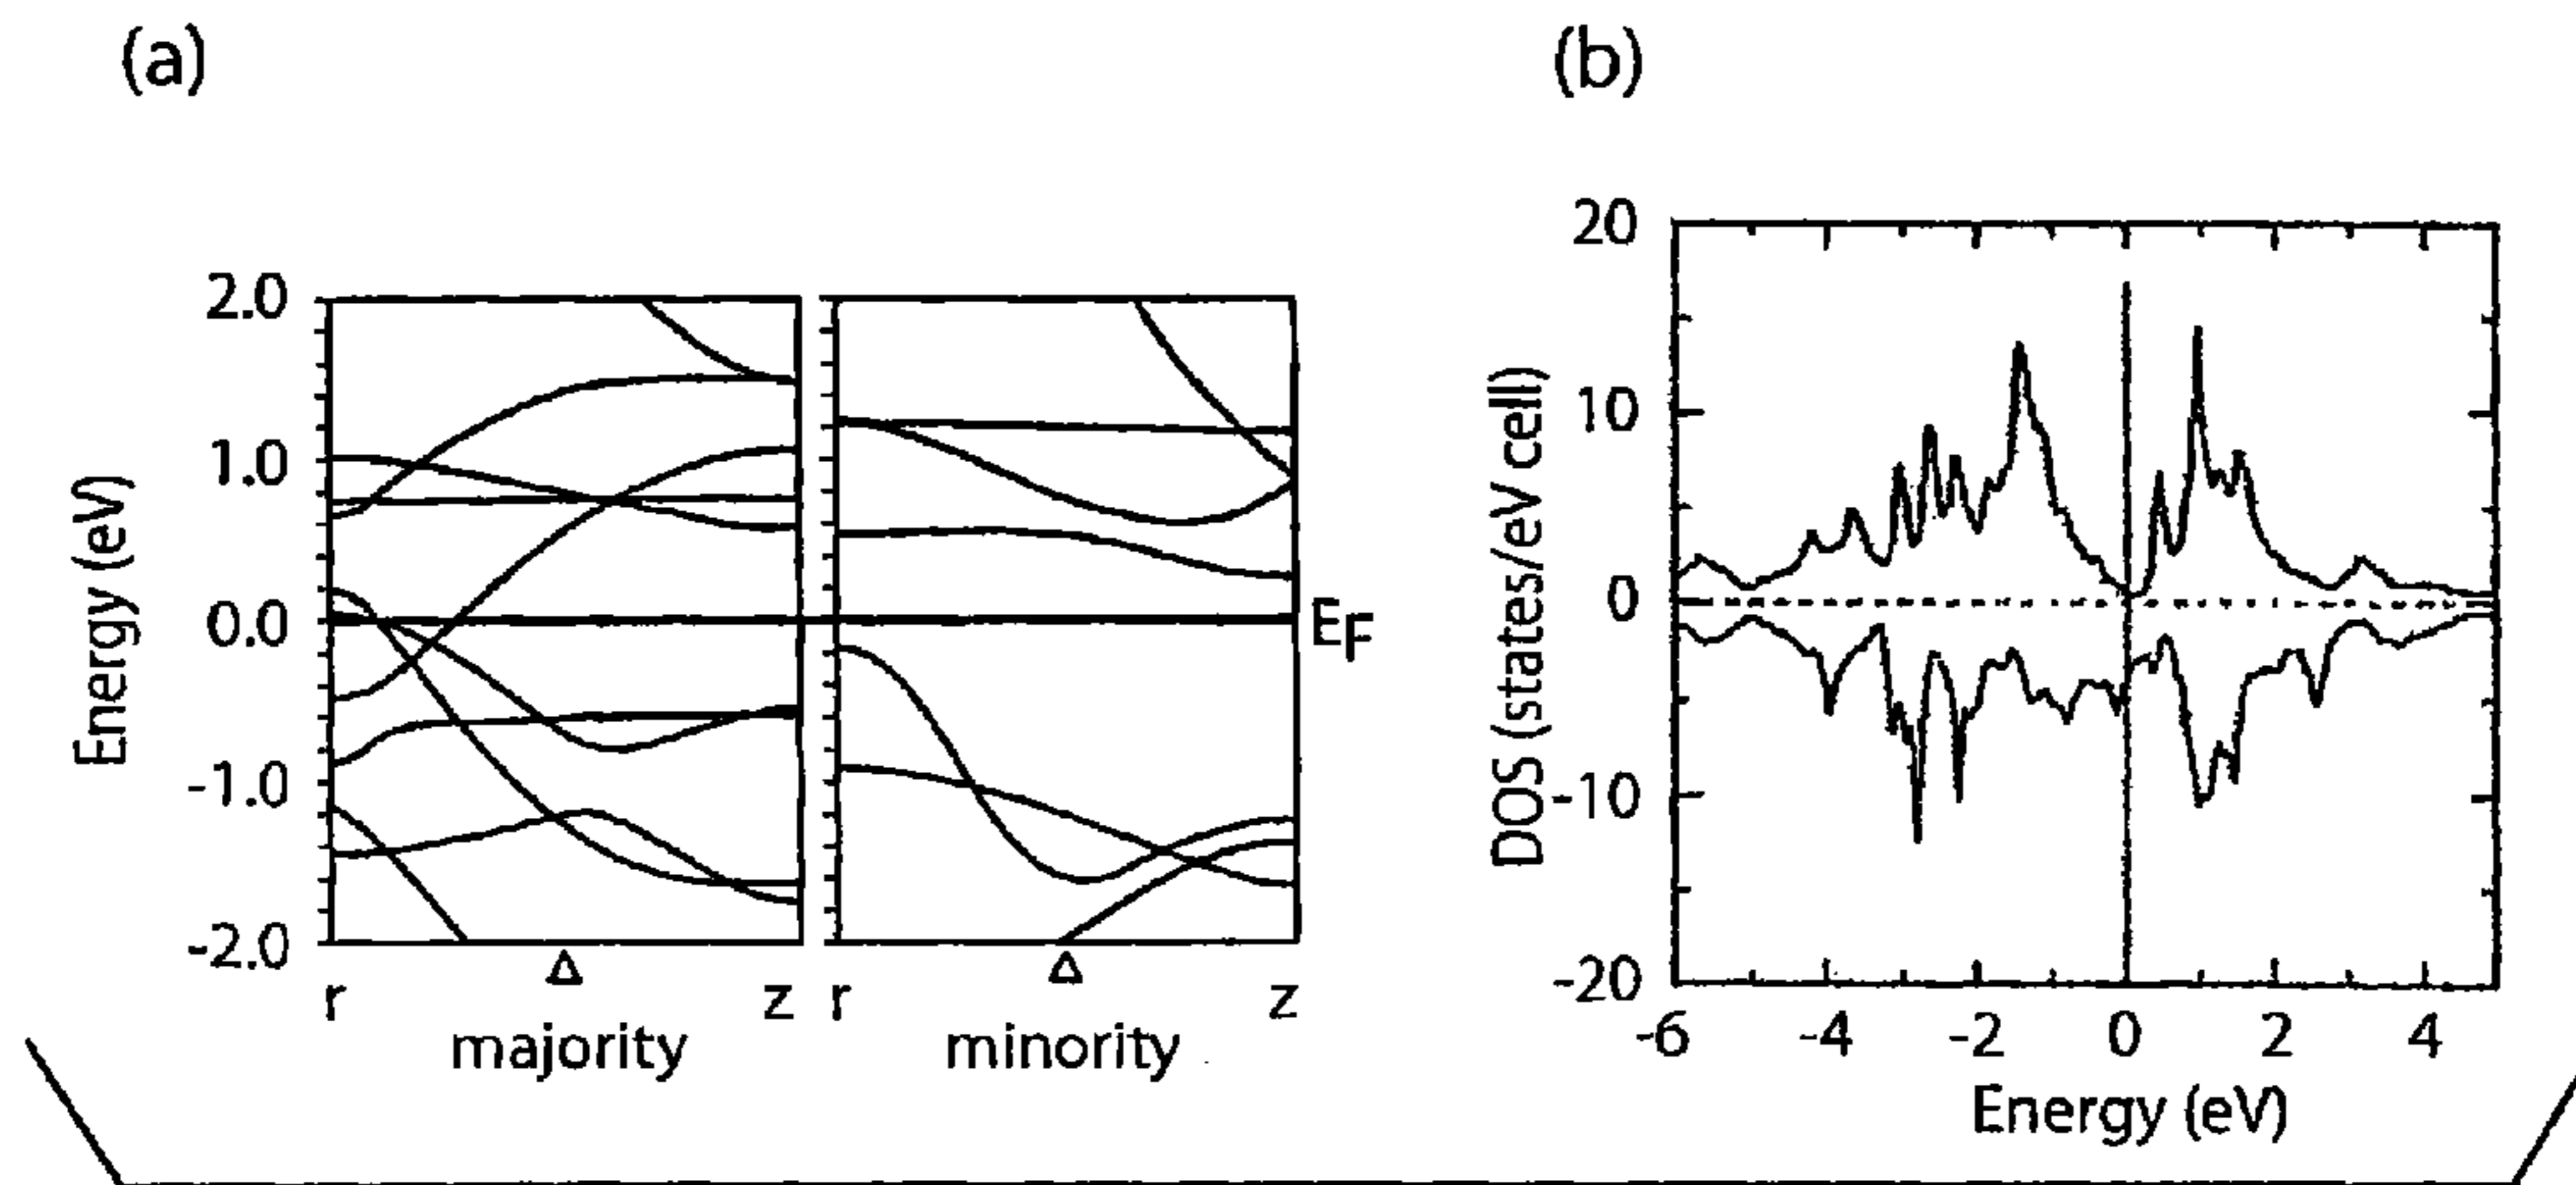 (a)
(b)
Energy (eV)
2.0
1.0
0.0
-1.0
-2.0
E_F
Δ
Δ
r
z
r
z
majority
minority
DOS (states/eV cell)
20
10
0
-10
-20
-6
-4
-2
0
2
4
Energy (eV)